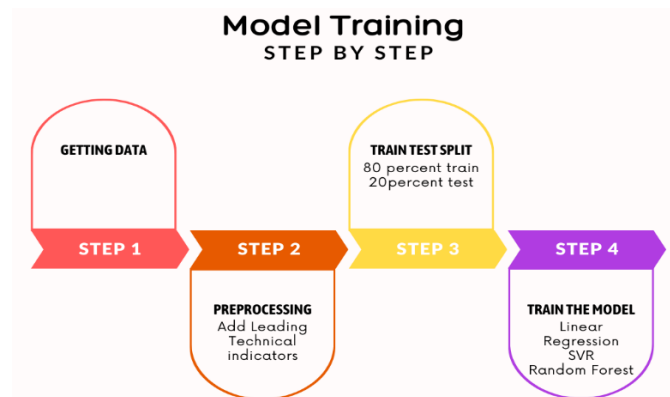 Model Training
STEP BY STEP
GETTING DATA
STEP 1
STEP 2
PREPROCESSING
Add Leading
Technical
indicators
TRAIN TEST SPLIT
80 percent train
20percent test
STEP 3
STEP 4
TRAIN THE MODEL
Linear
Regression
SVR
Random Forest